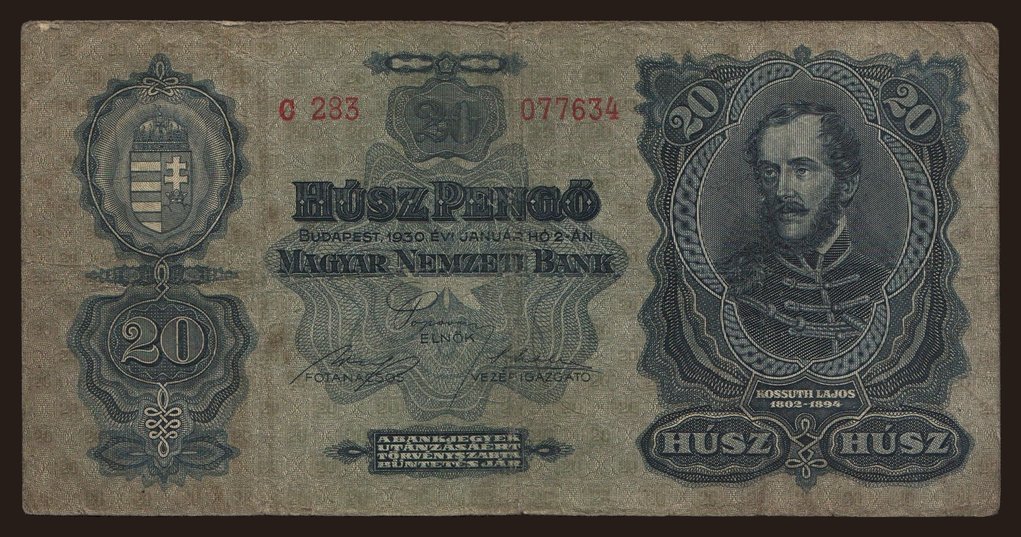 20
C 283
20
077634
HÚSZ PENGŐ
BUDAPEST, 1930 ÉVI JANUÁR HÓ 2-ÁN
MAGYAR NEMZETI BANK
ELNÖK
FŐTANÁCSOS
VEZÉRIGAZGATÓ
A BANKJEGYEK
UTÁNZÁSÁÉRT
TÖRVÉNYSZABTA
BÜNTETÉS JÁR
20
20
KOSSUTH LAJOS
1802-1894
HÚSZ
HÚSZ